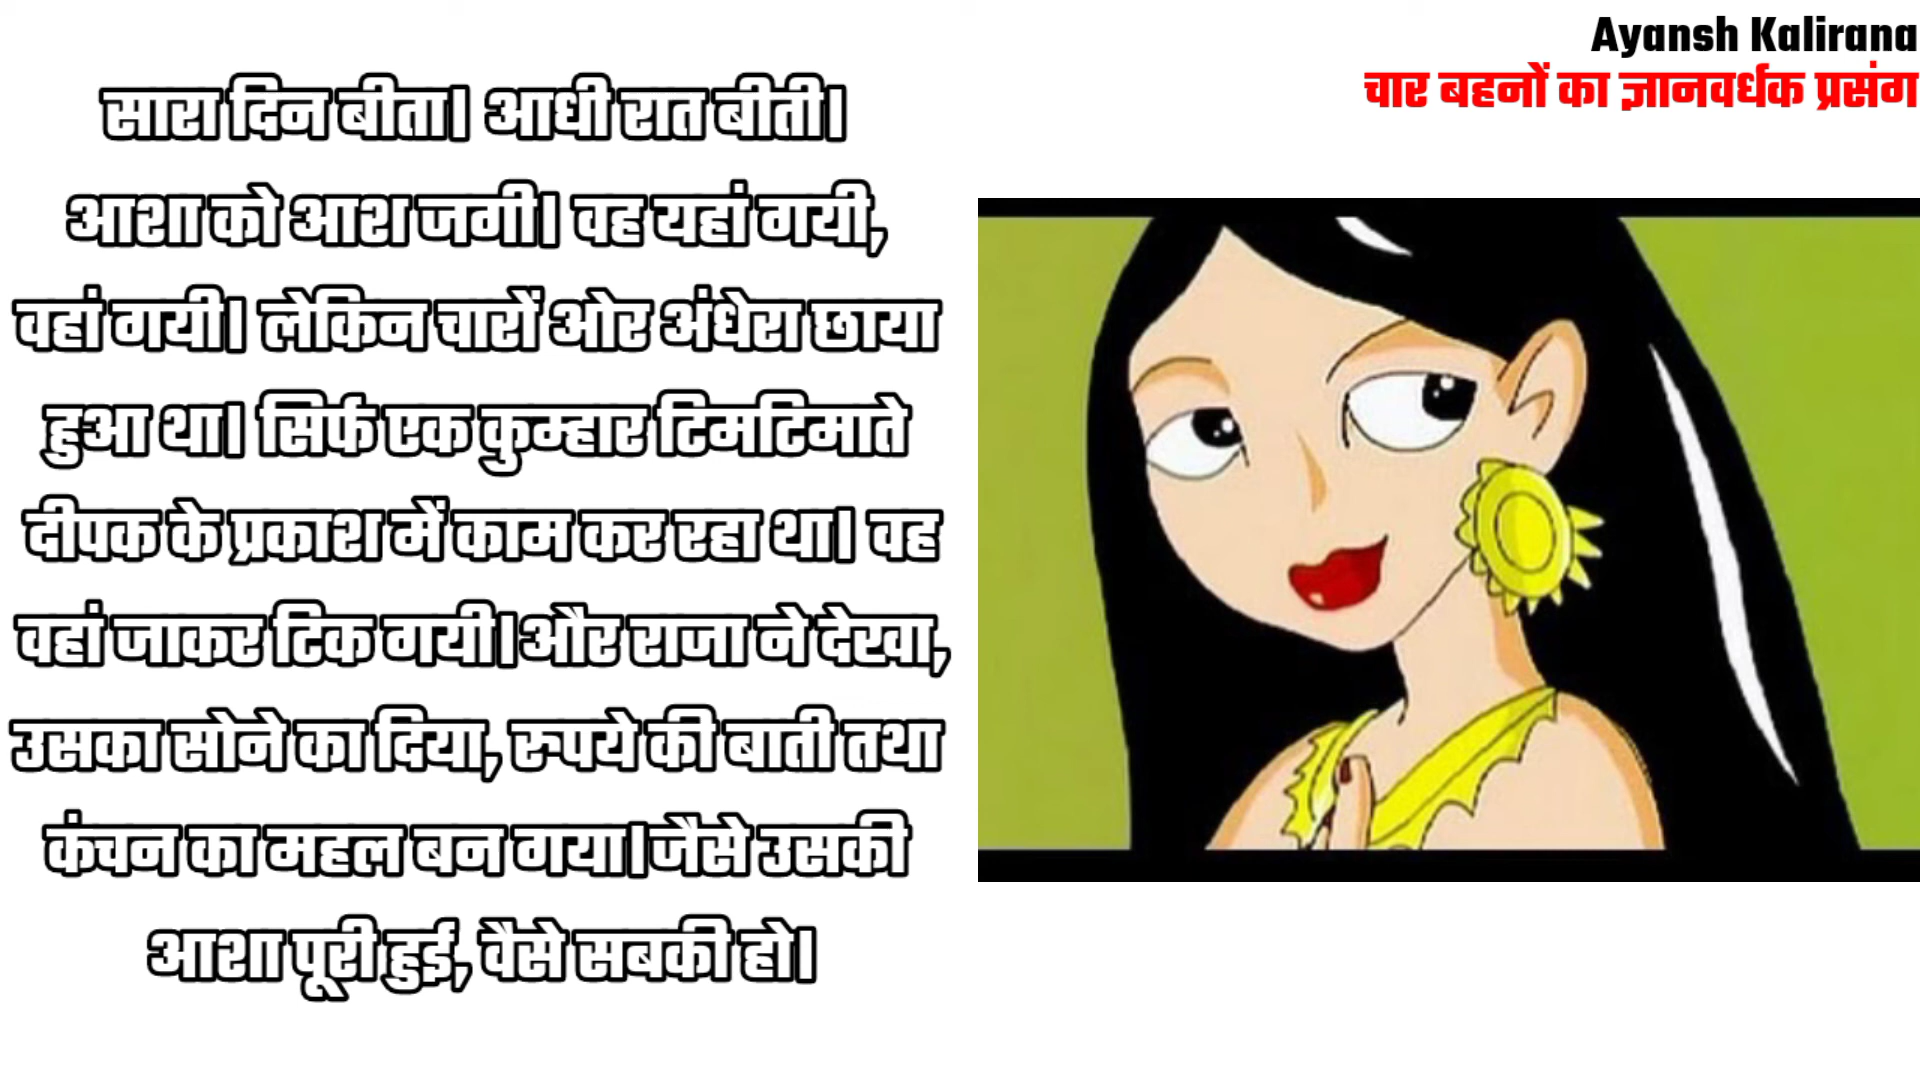 Ayansh Kalirana
चार बहनों का ज्ञानवर्धक प्रसंग
सारा दिन बीता। आधी रात बीती।
आशा को आश जगी। वह यहां गयी,
वहां गयी। लेकिन चारों ओर अंधेरा छाया
हुआ था। सिर्फ एक कुम्हार टिमटिमाते
दीपक के प्रकाश में काम कर रहा था। वह
वहां जाकर टिक गयी।और राजा ने देखा,
उसका सोने का दिया, रुपये की बाती तथा
कंचन का महल बन गया।जैसे उसकी
आशा पूरी हुई, वैसे सबकी हो।